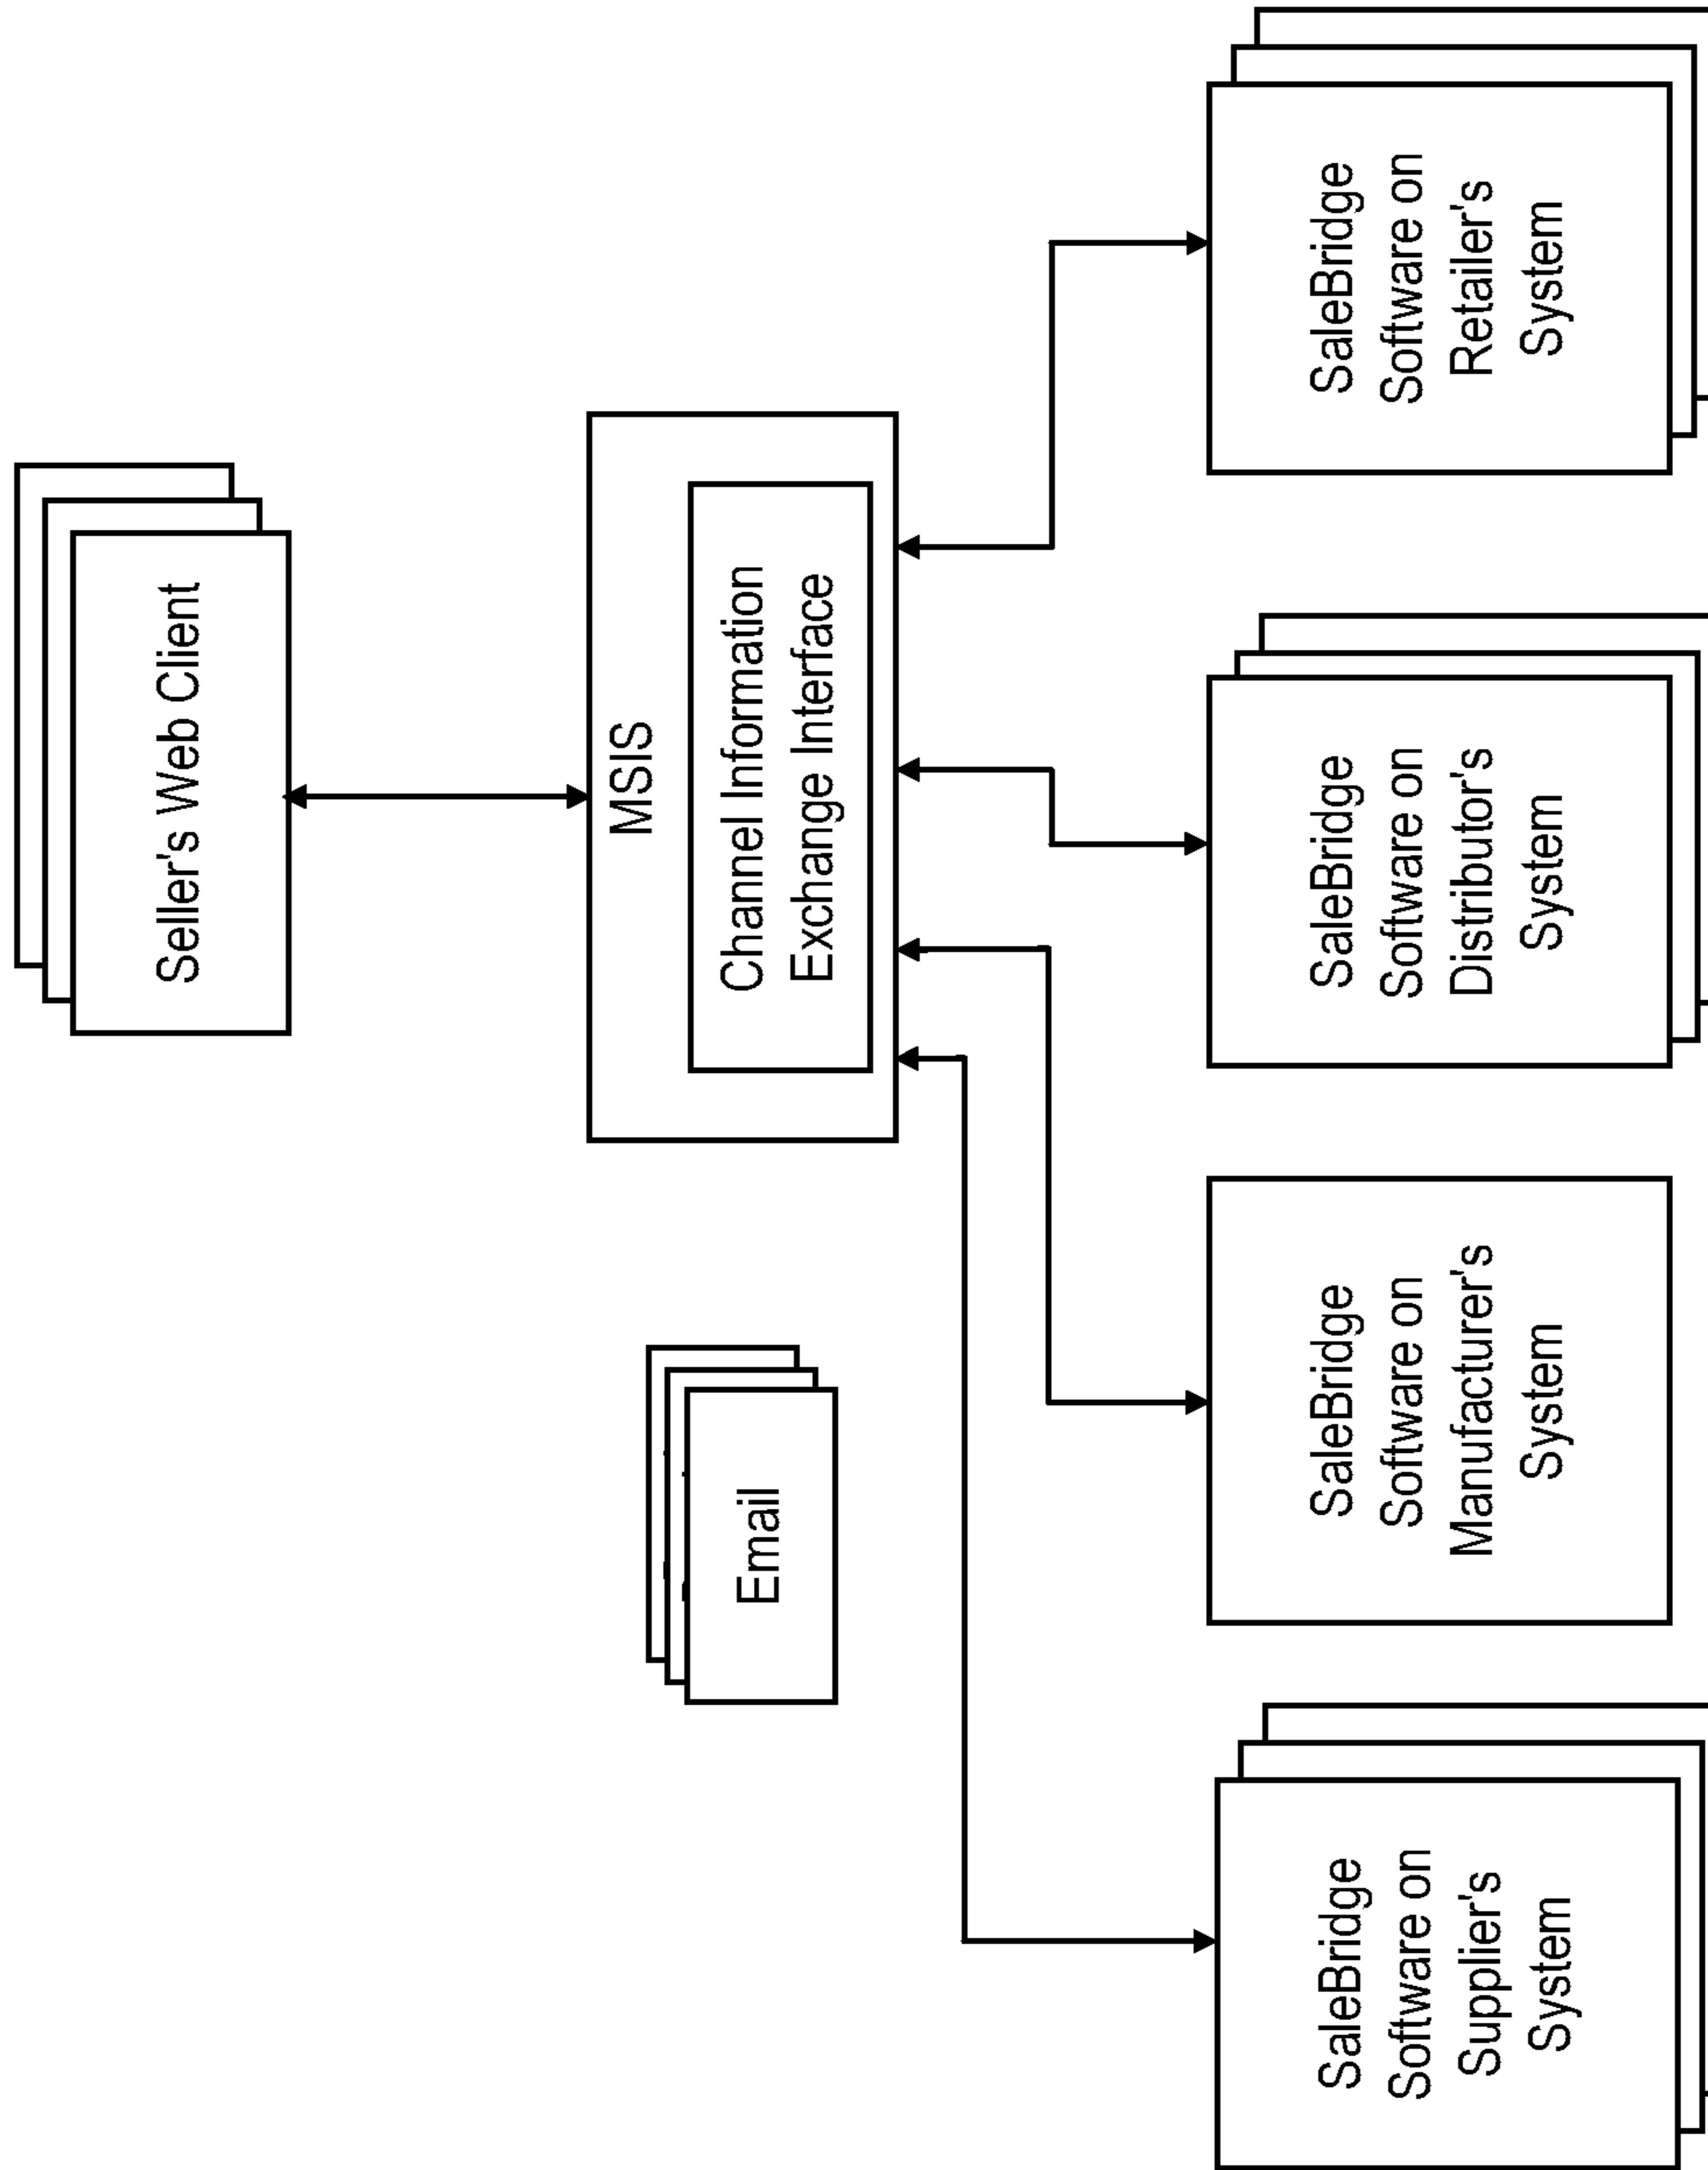 Seller's Web Client
MSIS
Channel Information
Exchange Interface
Email
SaleBridge
Software on
Supplier's
System
SaleBridge
Software on
Manufacturer's
System
SaleBridge
Software on
Distributor's
System
SaleBridge
Software on
Retailer's
System